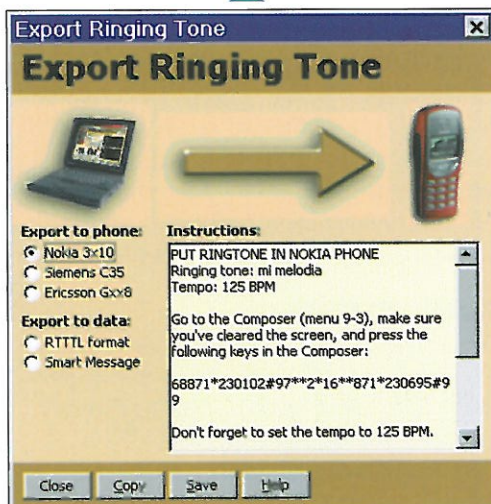 Export Ringing Tone
Export Ringing Tone
Export to phone:
Nokia 3x10
Siemens C35
Ericsson Gxx8
Export to data:
RTTTL format
Smart Message
Instructions:
PUT RINGTONE IN NOKIA PHONE
Ringing tone: mi melodia
Tempo: 125 BPM
Go to the Composer (menu 9-3), make sure
you've cleared the screen, and press the
following keys in the Composer:
68871*230102#97**2*16**871*230695#9
9
Don't forget to set the tempo to 125 BPM.
Close
Copy
Save
Help